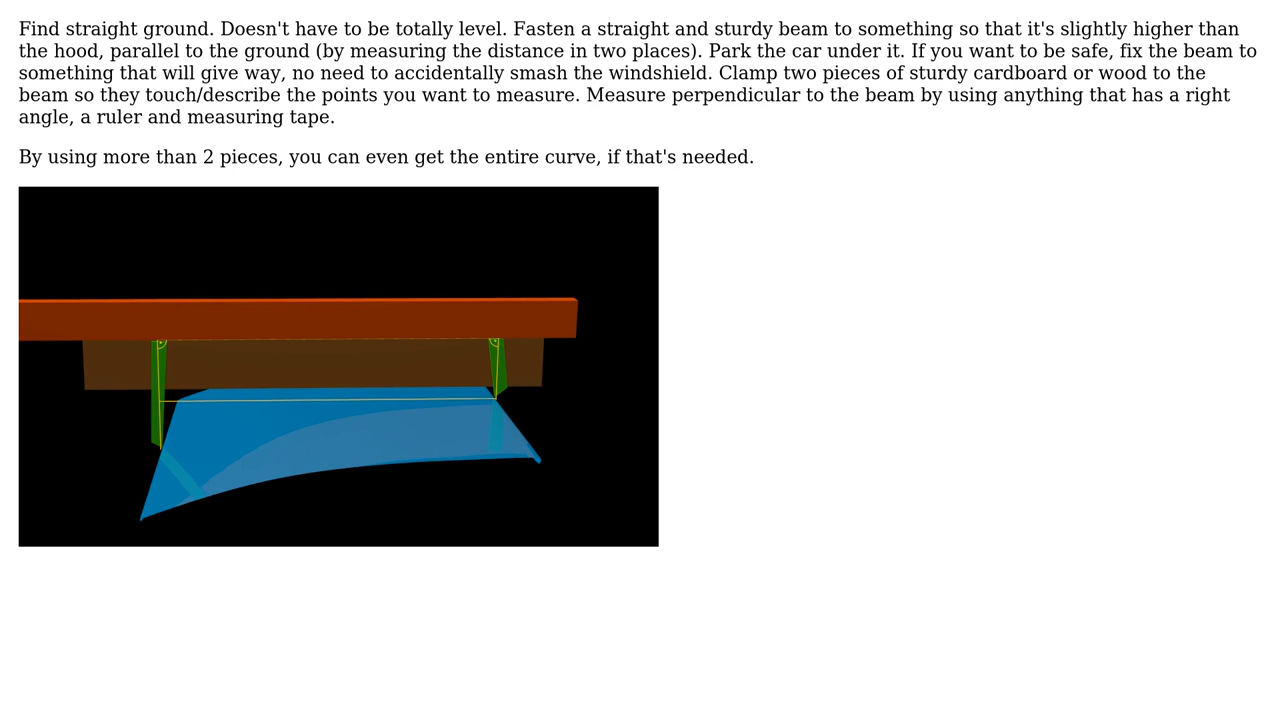 Find straight ground. Doesn't have to be totally level. Fasten a straight and sturdy beam to something so that it's slightly higher than
the hood, parallel to the ground (by measuring the distance in two places). Park the car under it. If you want to be safe, fix the beam to
something that will give way, no need to accidentally smash the windshield. Clamp two pieces of sturdy cardboard or wood to the
beam so they touch/describe the points you want to measure. Measure perpendicular to the beam by using anything that has a right
angle, a ruler and measuring tape.
By using more than 2 pieces, you can even get the entire curve, if that's needed.